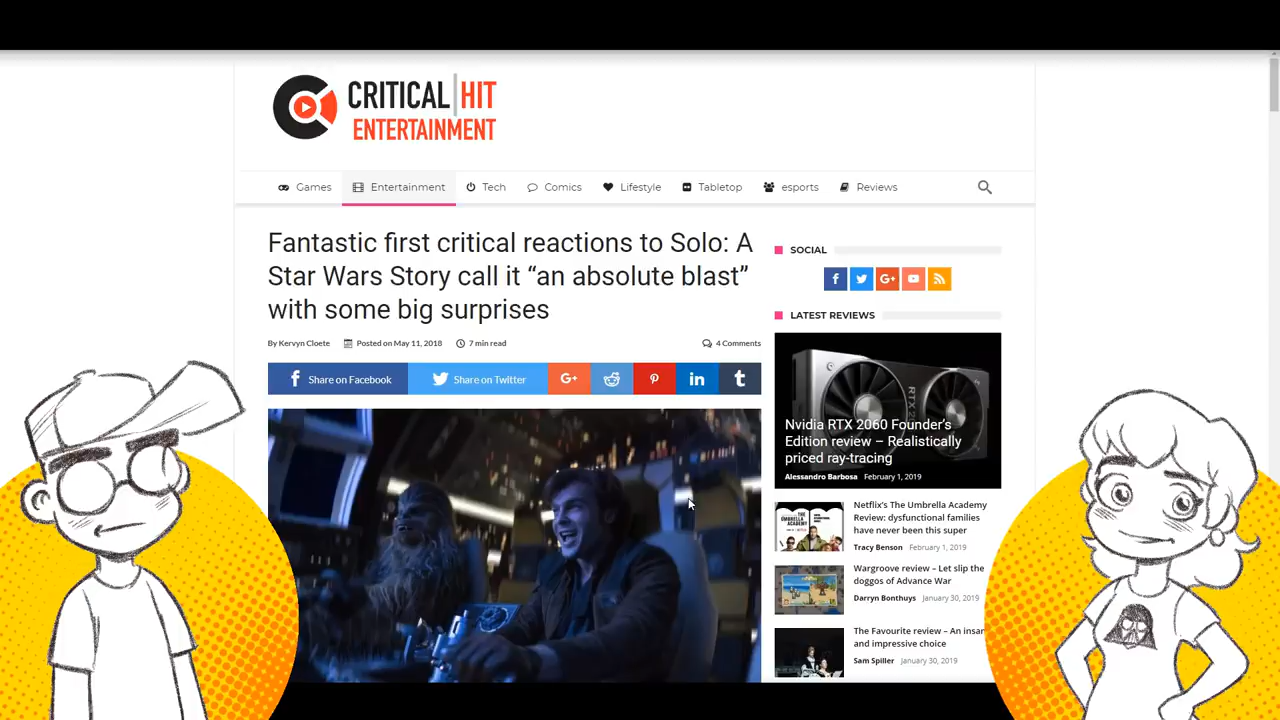 CRITICAL HIT
ENTERTAINMENT
Games Entertainment Tech Comics Lifestyle Tabletop esports Reviews
Fantastic first critical reactions to Solo: A
Star Wars Story call it “an absolute blast”
with some big surprises
By Kervyn Cloete Posted on May 11, 2018 7 min read 4 Comments
Share on Facebook Share on Twitter
SOCIAL
LATEST REVIEWS
RTX 2060
Nvidia RTX 2060 Founder’s
Edition review – Realistically
priced ray-tracing
Alessandro Barbosa February 1, 2019
Netflix’s The Umbrella Academy
Review: dysfunctional families
have never been this super
Tracy Benson February 1, 2019
Wargroove review – Let slip the
doggos of Advance War
Darryn Bonthuys January 30, 2019
The Favourite review – An insan
and impressive choice
Sam Spiller January 30, 2019